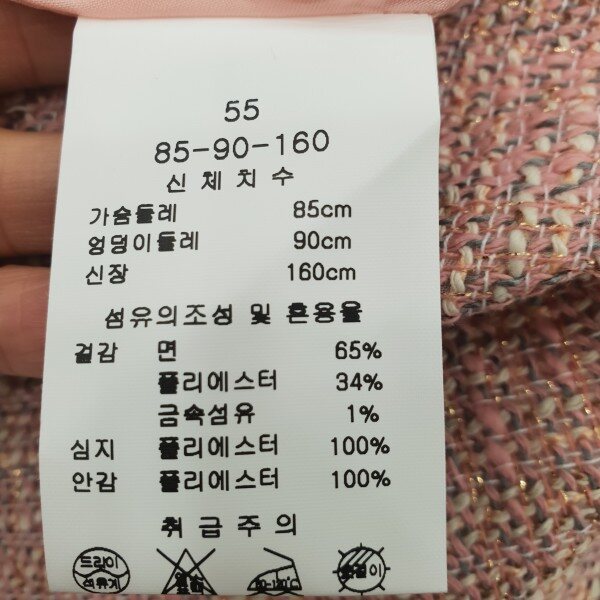 55
85-90-160
신체치수
가슴둘레 85cm
엉덩이둘레 90cm
신장 160cm
섬유의조성 및 혼용율
겉감 면 65%
폴리에스터 34%
금속섬유 1%
심지 폴리에스터 100%
안감 폴리에스터 100%
취급주의
드라이